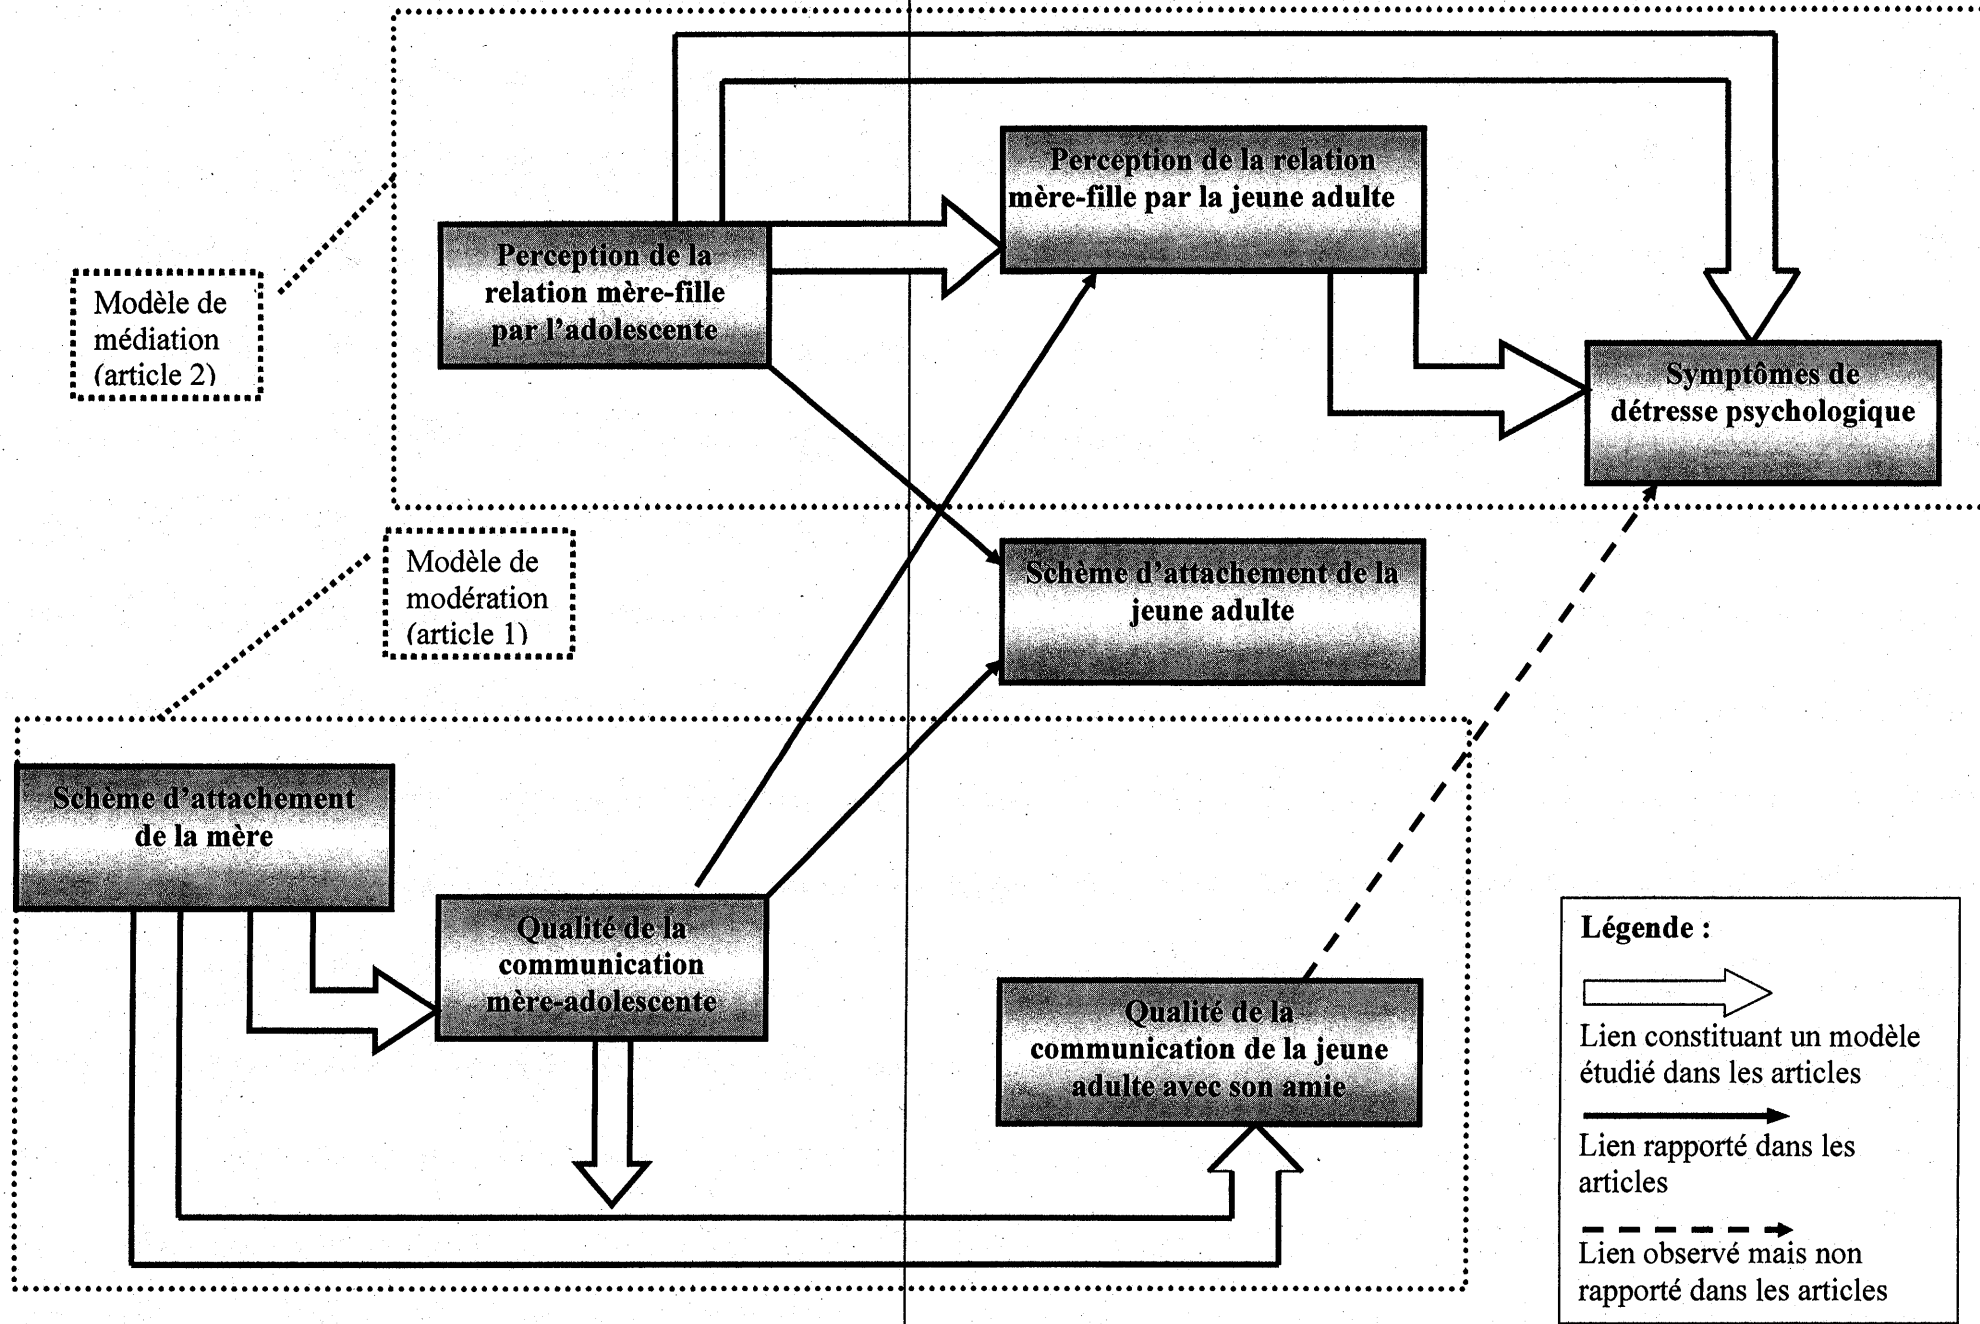 Perception de la relation
mère-fille par la jeune adulte
Perception de la
relation mère-fille
par l'adolescente
Modèle de
médiation
(article 2)
Symptômes de
détresse psychologique
Modèle de
modération
(article 1)
Schème d'attachement de la
jeune adulte
Schème d'attachement
de la mère
Qualité de la
communication
mère-adolescente
Qualité de la
communication de la jeune
adulte avec son amie
Légende :
Lien constituant un modèle
étudié dans les articles
Lien rapporté dans les
articles
Lien observé mais non
rapporté dans les articles